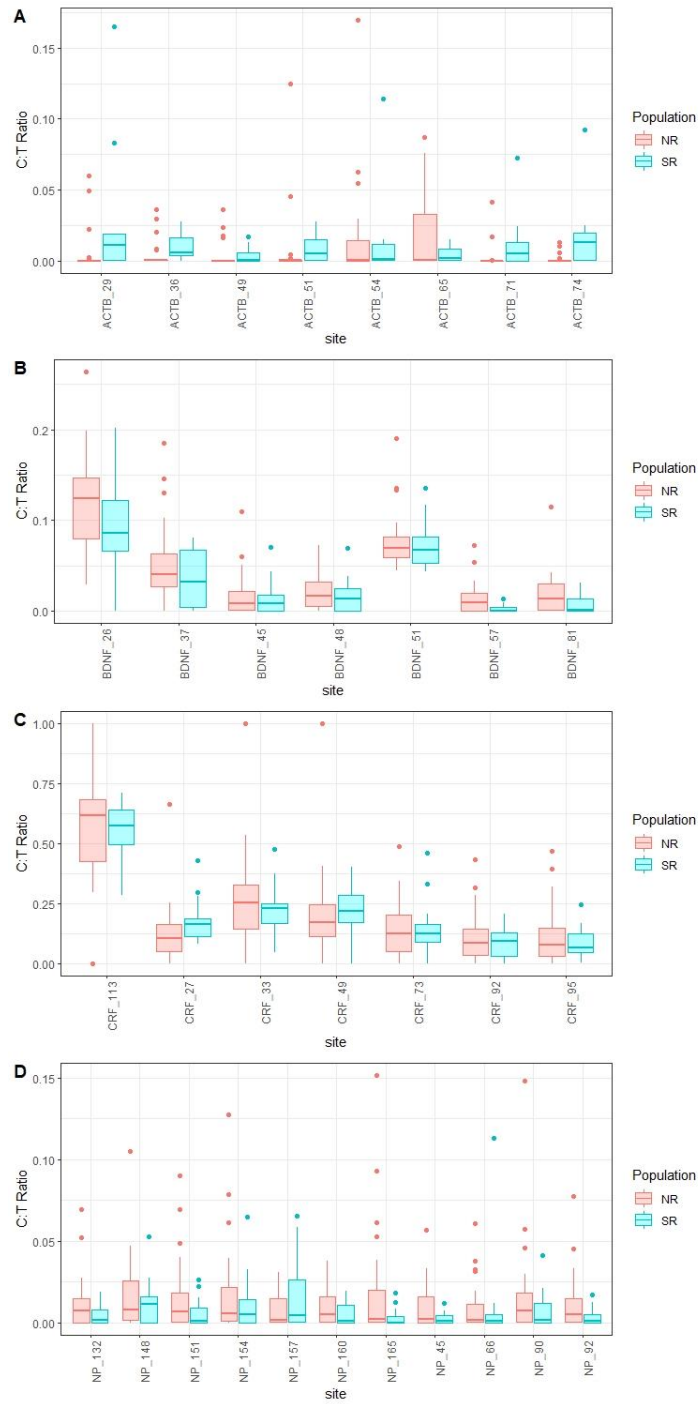 A
0.15
0.10
0.05
0.00
C:T Ratio
ACTB_29
ACTB_36
ACTB_49
ACTB_51
ACTB_54
ACTB_65
ACTB_71
ACTB_74
site
Population
NR
SR
B
0.2
0.1
0.0
C:T Ratio
BDNF_26
BDNF_37
BDNF_45
BDNF_48
BDNF_51
BDNF_57
BDNF_81
site
Population
NR
SR
C
1.00
0.75
0.50
0.25
0.00
C:T Ratio
CRF_113
CRF_27
CRF_33
CRF_49
CRF_73
CRF_92
CRF_95
site
Population
NR
SR
D
0.15
0.10
0.05
0.00
C:T Ratio
NP_132
NP_148
NP_151
NP_154
NP_157
NP_160
NP_165
NP_45
NP_66
NP_90
NP_92
site
Population
NR
SR